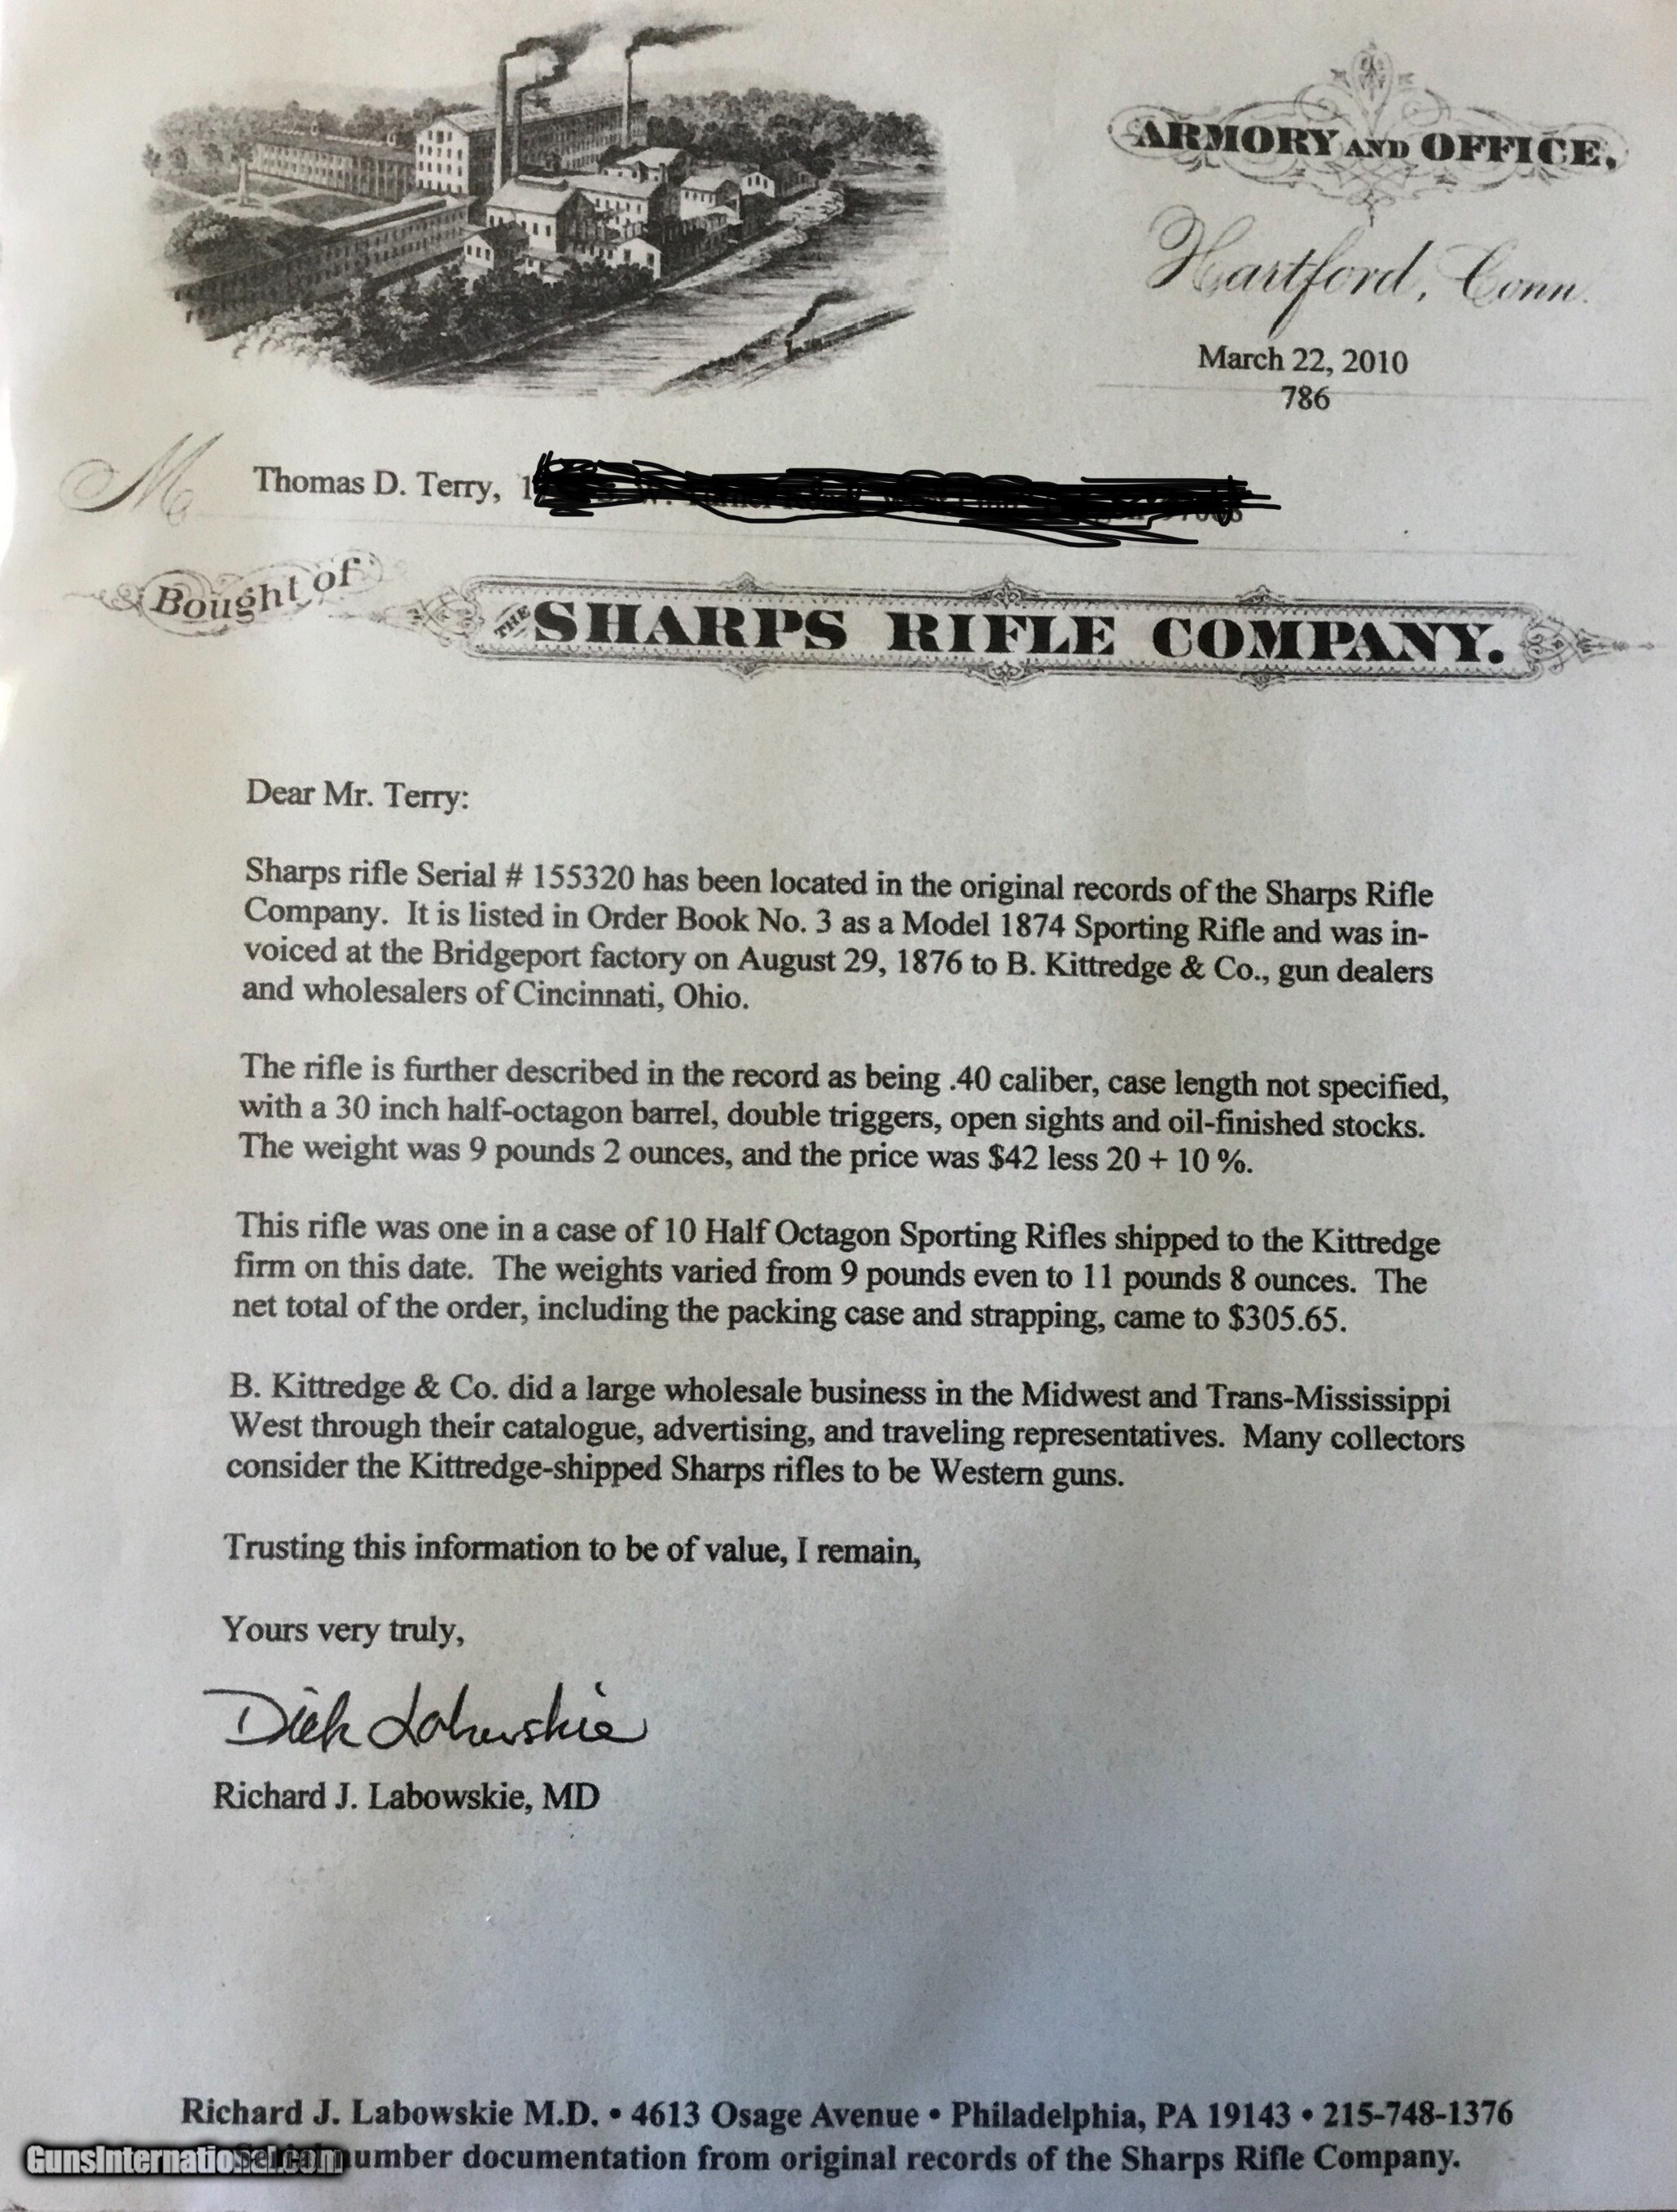 ARMORY AND OFFICE,
Hartford, Conn.
March 22, 2010
786
M Thomas D. Terry, 1
Bought of
THE SHARPS RIFLE COMPANY.
Dear Mr. Terry:
Sharps rifle Serial # 155320 has been located in the original records of the Sharps Rifle
Company. It is listed in Order Book No. 3 as a Model 1874 Sporting Rifle and was in-
voiced at the Bridgeport factory on August 29, 1876 to B. Kittredge & Co., gun dealers
and wholesalers of Cincinnati, Ohio.
The rifle is further described in the record as being .40 caliber, case length not specified,
with a 30 inch half-octagon barrel, double triggers, open sights and oil-finished stocks.
The weight was 9 pounds 2 ounces, and the price was $42 less 20 + 10 %.
This rifle was one in a case of 10 Half Octagon Sporting Rifles shipped to the Kittredge
firm on this date. The weights varied from 9 pounds even to 11 pounds 8 ounces. The
net total of the order, including the packing case and strapping, came to $305.65.
B. Kittredge & Co. did a large wholesale business in the Midwest and Trans-Mississippi
West through their catalogue, advertising, and traveling representatives. Many collectors
consider the Kittredge-shipped Sharps rifles to be Western guns.
Trusting this information to be of value, I remain,
Yours very truly,
Dick Labowskie
Richard J. Labowskie, MD
Richard J. Labowskie M.D. • 4613 Osage Avenue • Philadelphia, PA 19143 • 215-748-1376
Serial number documentation from original records of the Sharps Rifle Company.
GunsInternational.com